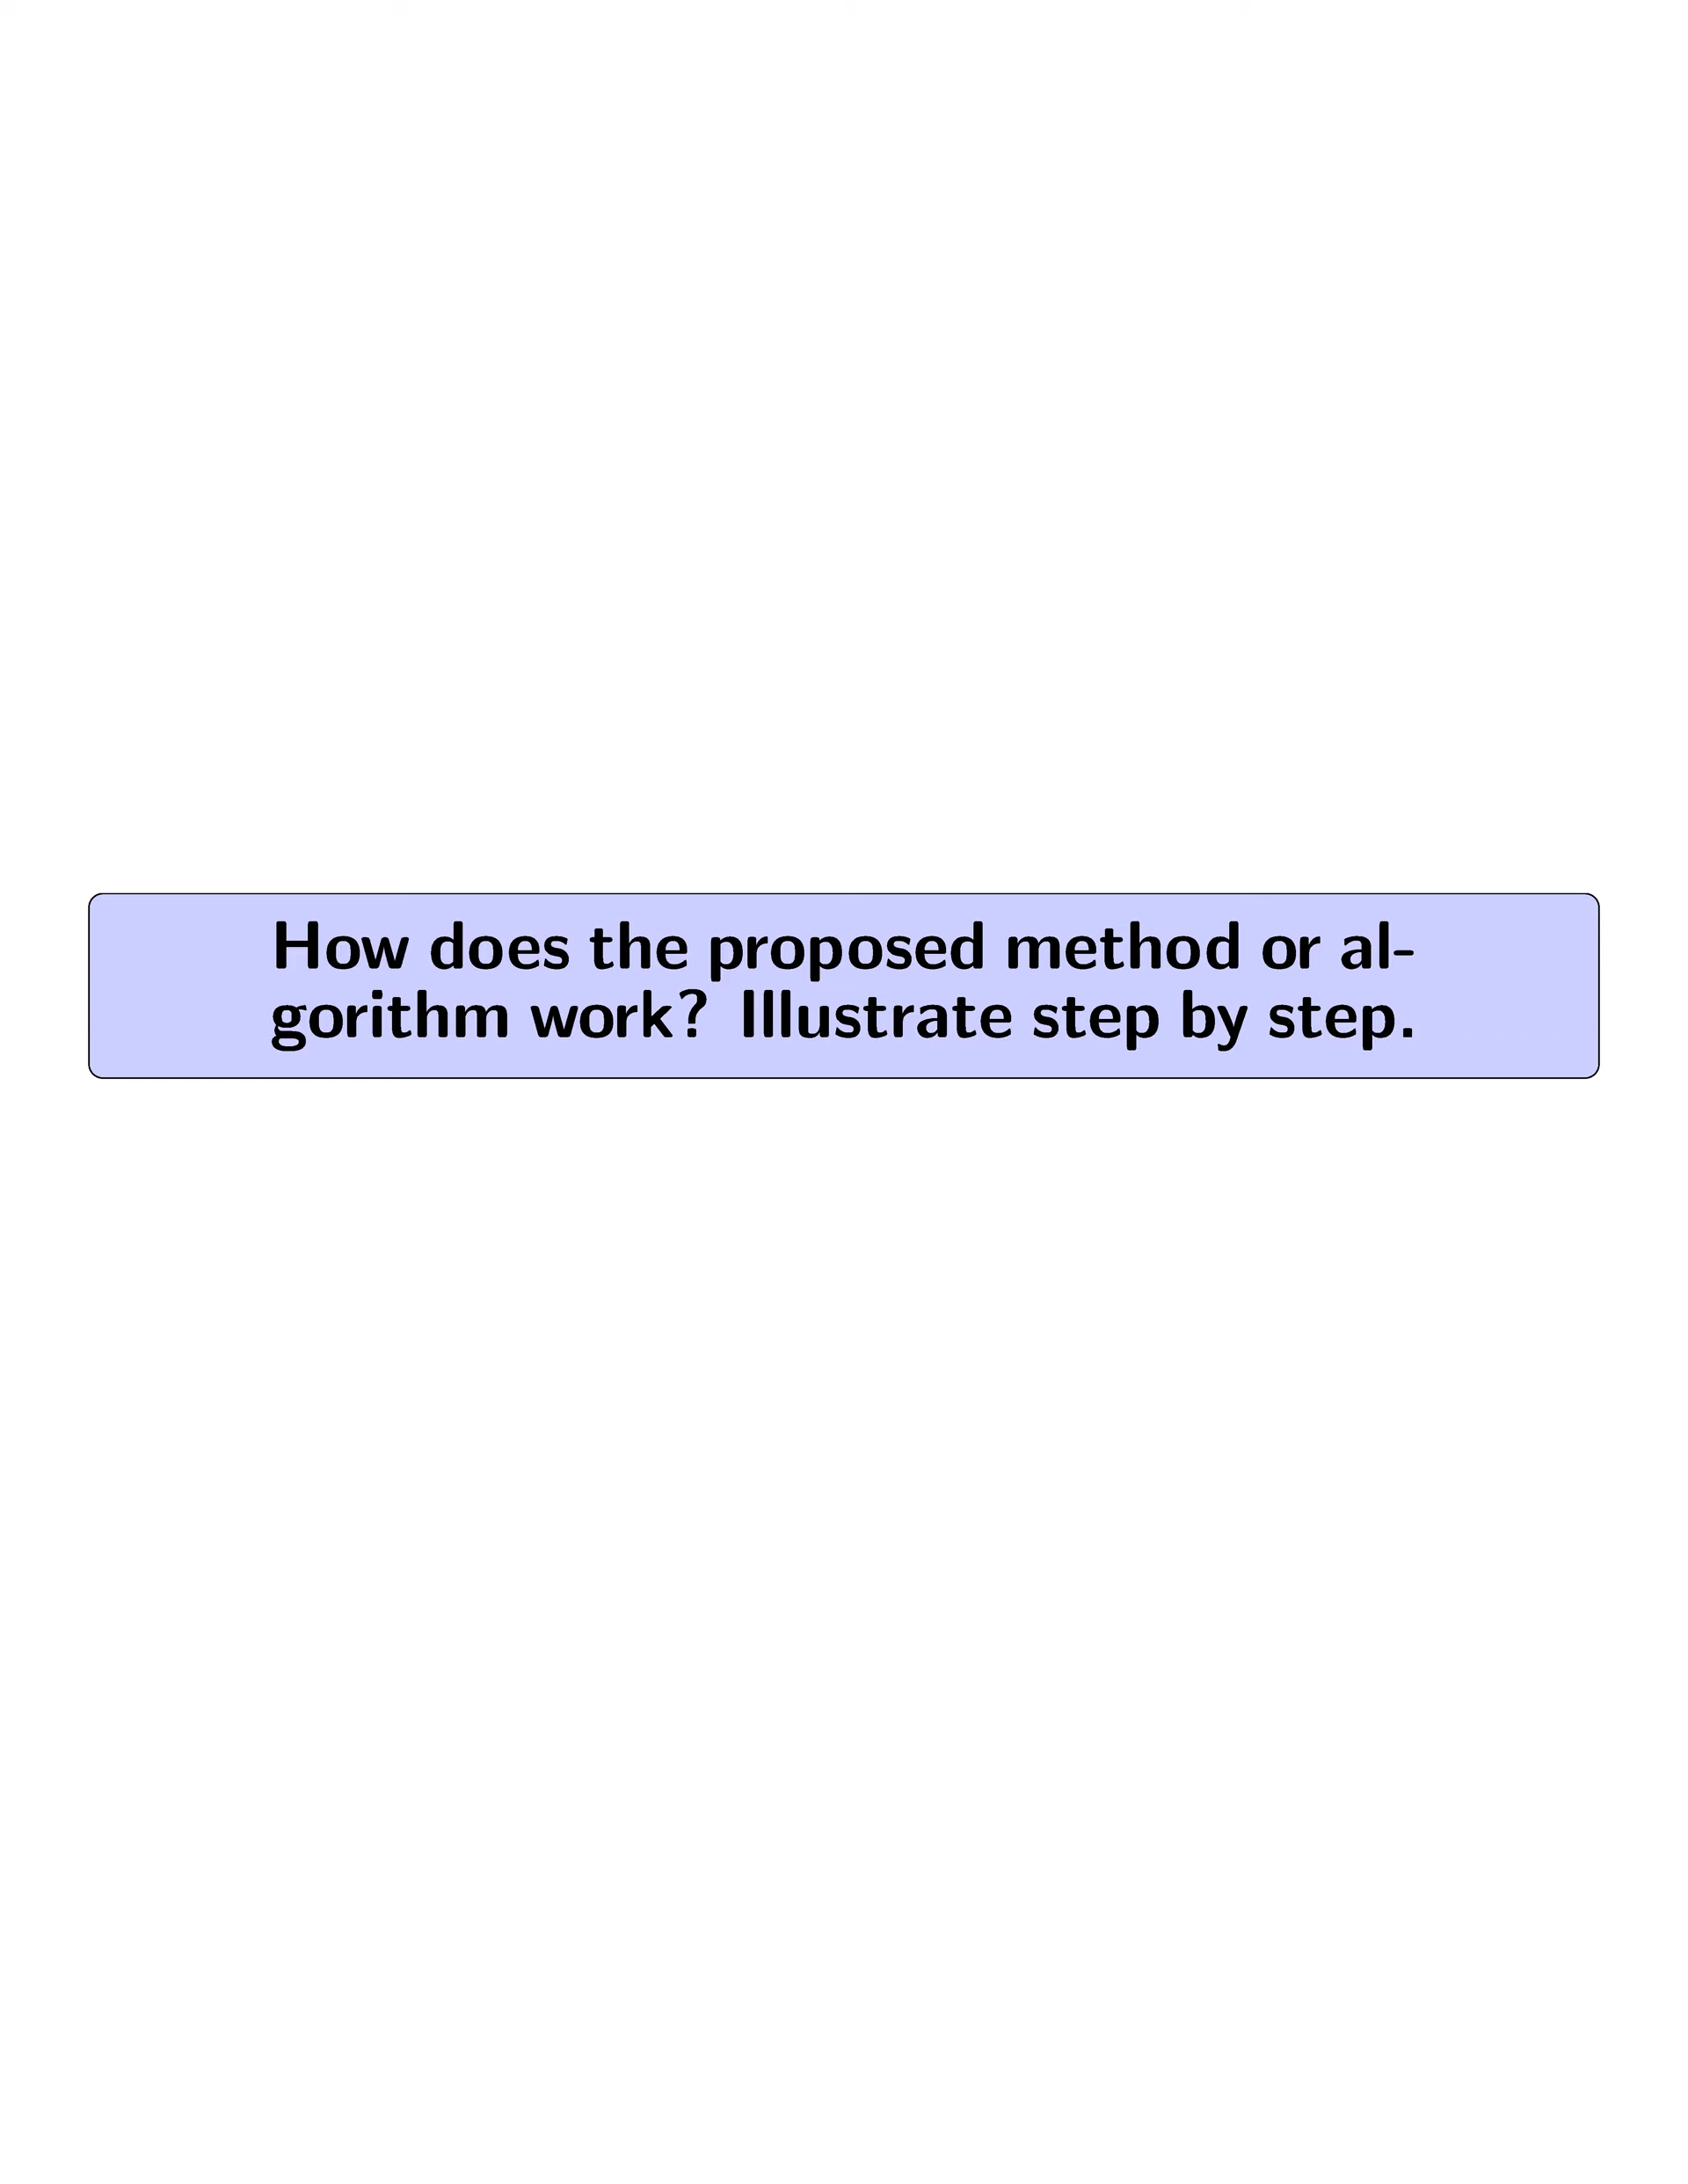 How does the proposed method or al-
gorithm work? Illustrate step by step.